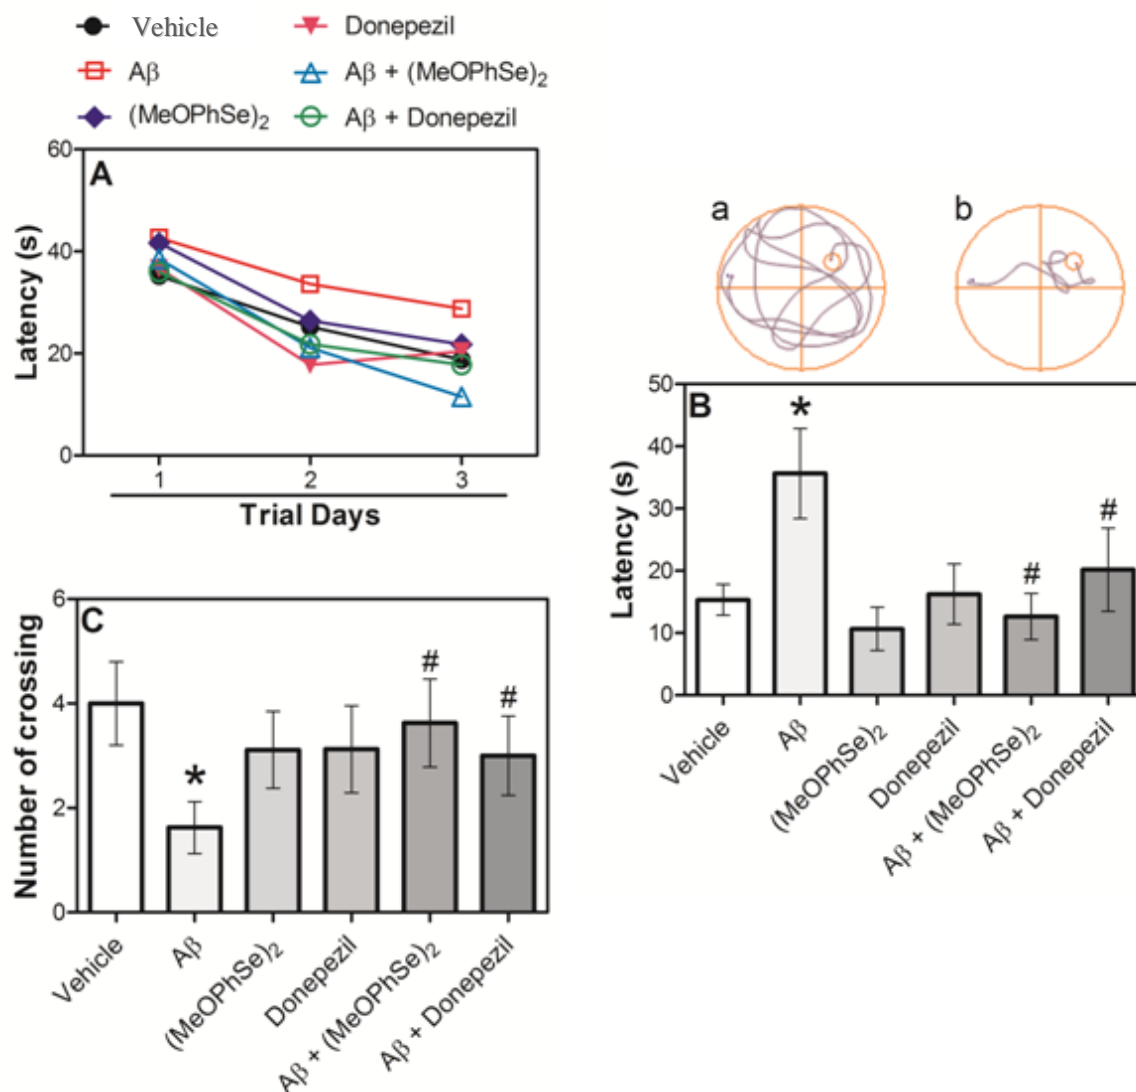 Vehicle
Donepezil
Aβ
Aβ + (MeOPhSe)2
(MeOPhSe)2
Aβ + Donepezil
A
Latency (s)
60
40
20
0
1 2 3
Trial Days
a
b
B
Latency (s)
50
40
30
20
10
0
*
#
#
Vehicle
Aβ
(MeOPhSe)2
Donepezil
Aβ + (MeOPhSe)2
Aβ + Donepezil
C
Number of crossing
6
4
2
0
*
#
#
Vehicle
Aβ
(MeOPhSe)2
Donepezil
Aβ + (MeOPhSe)2
Aβ + Donepezil